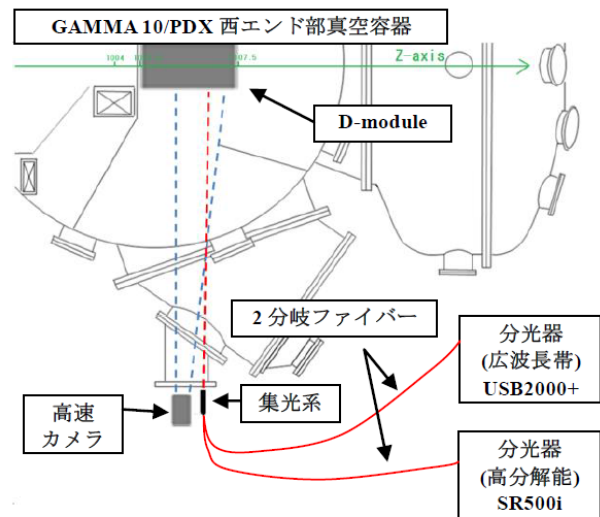 GAMMA 10/PDX 西エンド部真空容器
1004
107.5
Z-axis
D-module
2 分岐ファイバー
分光器
(広波長帯)
USB2000+
高速
カメラ
集光系
分光器
(高分解能)
SR500i